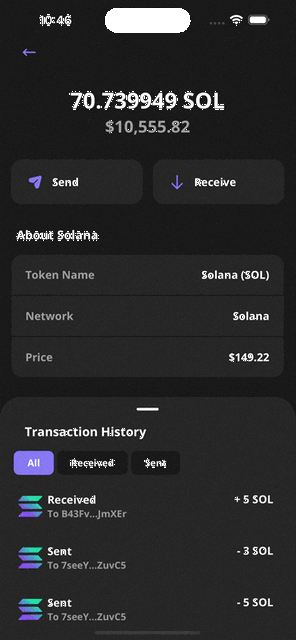 10:46
70.739949 SOL
$10,555.82
Send
Receive
About Solana
Token Name
Solana (SOL)
Network
Solana
Price
$149.22
Transaction History
All
Received
Sent
Received
+ 5 SOL
To B43Fv...JmXEr
Sent
- 3 SOL
To 7seeY...ZuvC5
Sent
- 5 SOL
To 7seeY...ZuvC5